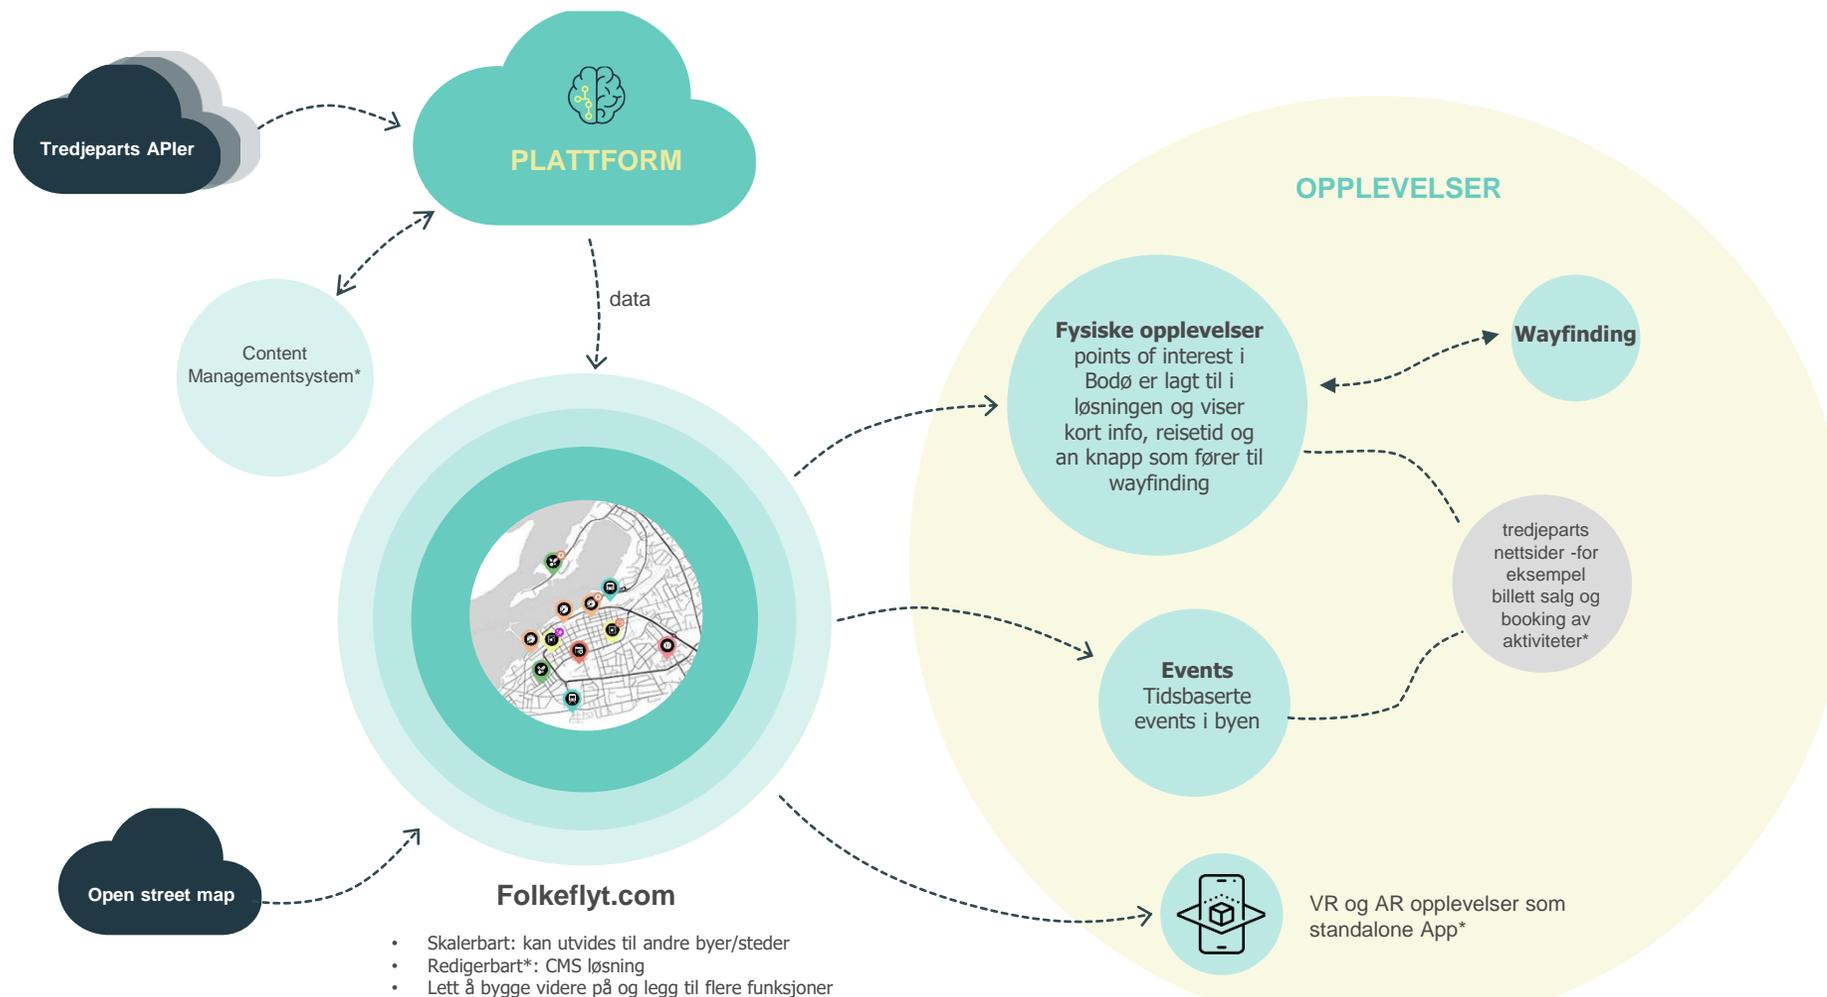 Tredjeparts APIer
PLATTFORM
data
Content
Managementsystem*
Open street map
Folkeflyt.com
• Skalerbart: kan utvides til andre byer/steder
• Redigerbart*: CMS løsning
• Lett å bygge videre på og legg til flere funksjoner
OPPLEVELSER
Fysiske opplevelser
points of interest i
Bodø er lagt til i
løsningen og viser
kort info, reisetid og
an knapp som fører til
wayfinding
Wayfinding
tredjeparts
nettsider -for
eksempel
billett salg og
booking av
aktiviteter*
Events
Tidsbaserte
events i byen
VR og AR opplevelser som
standalone App*